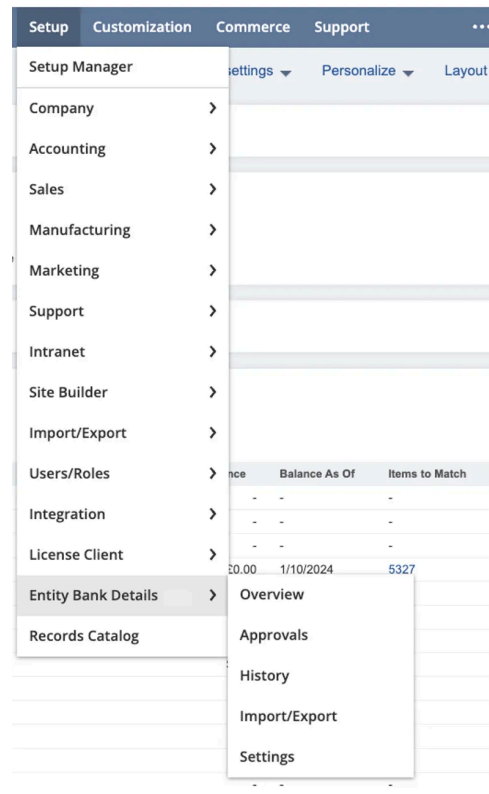 Setup Customization Commerce Support ...
Setup Manager
settings Personalize Layout
Company
Accounting
Sales
Manufacturing
Marketing
Support
Intranet
Site Builder
Import/Export
Users/Roles
nce Balance As Of Items to Match
- - -
Integration
- - -
- - -
License Client
£0.00 1/10/2024 5327
Entity Bank Details
Overview
Records Catalog
Approvals
History
Import/Export
Settings
- - -